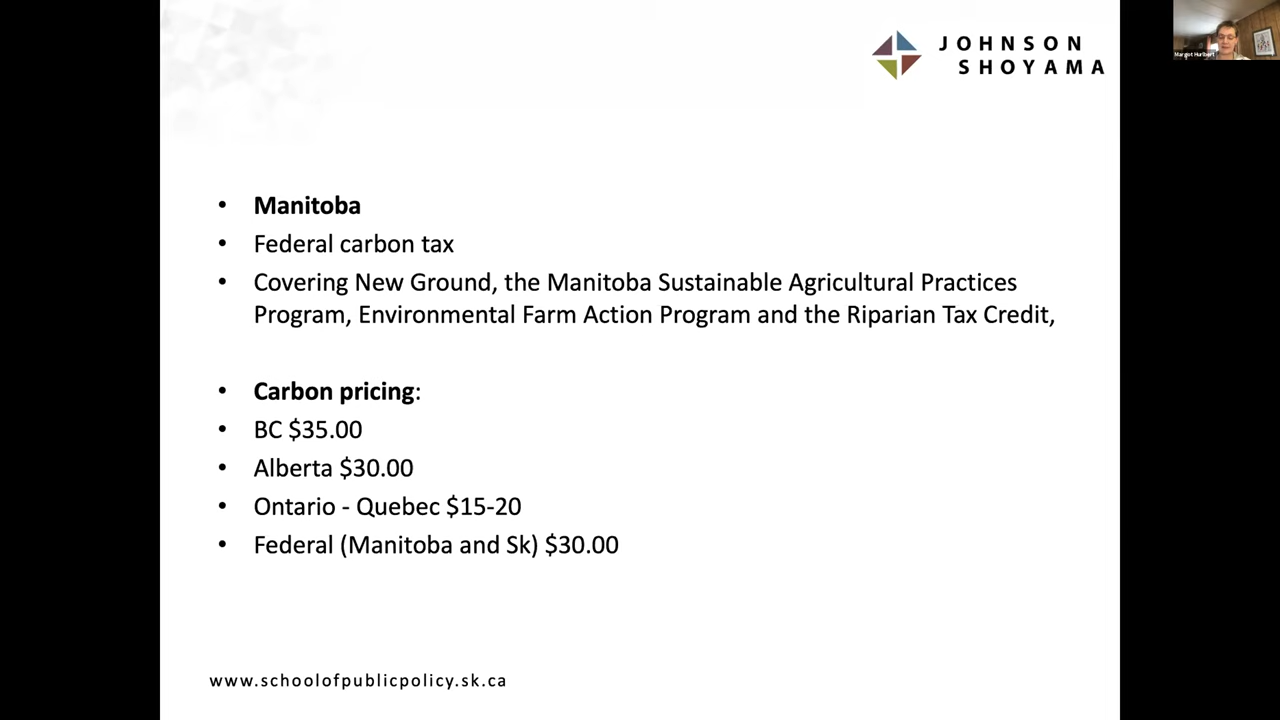 JOHNSON
SHOYAMA
Margot Hurlbert
• Manitoba
• Federal carbon tax
• Covering New Ground, the Manitoba Sustainable Agricultural Practices
Program, Environmental Farm Action Program and the Riparian Tax Credit,
• Carbon pricing:
• BC $35.00
• Alberta $30.00
• Ontario - Quebec $15-20
• Federal (Manitoba and Sk) $30.00
www.schoolofpublicpolicy.sk.ca